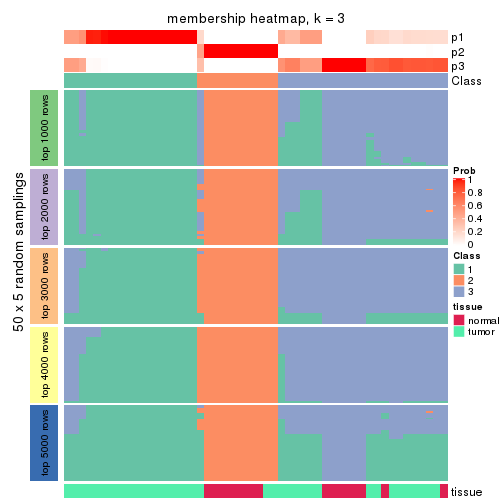 membership heatmap, k = 3
p1
p2
p3
Class
50 x 5 random samplings
top 1000 rows
top 2000 rows
top 3000 rows
top 4000 rows
top 5000 rows
Prob
1
0.8
0.6
0.4
0.2
0
Class
1
2
3
tissue
normal
tumor
tissue